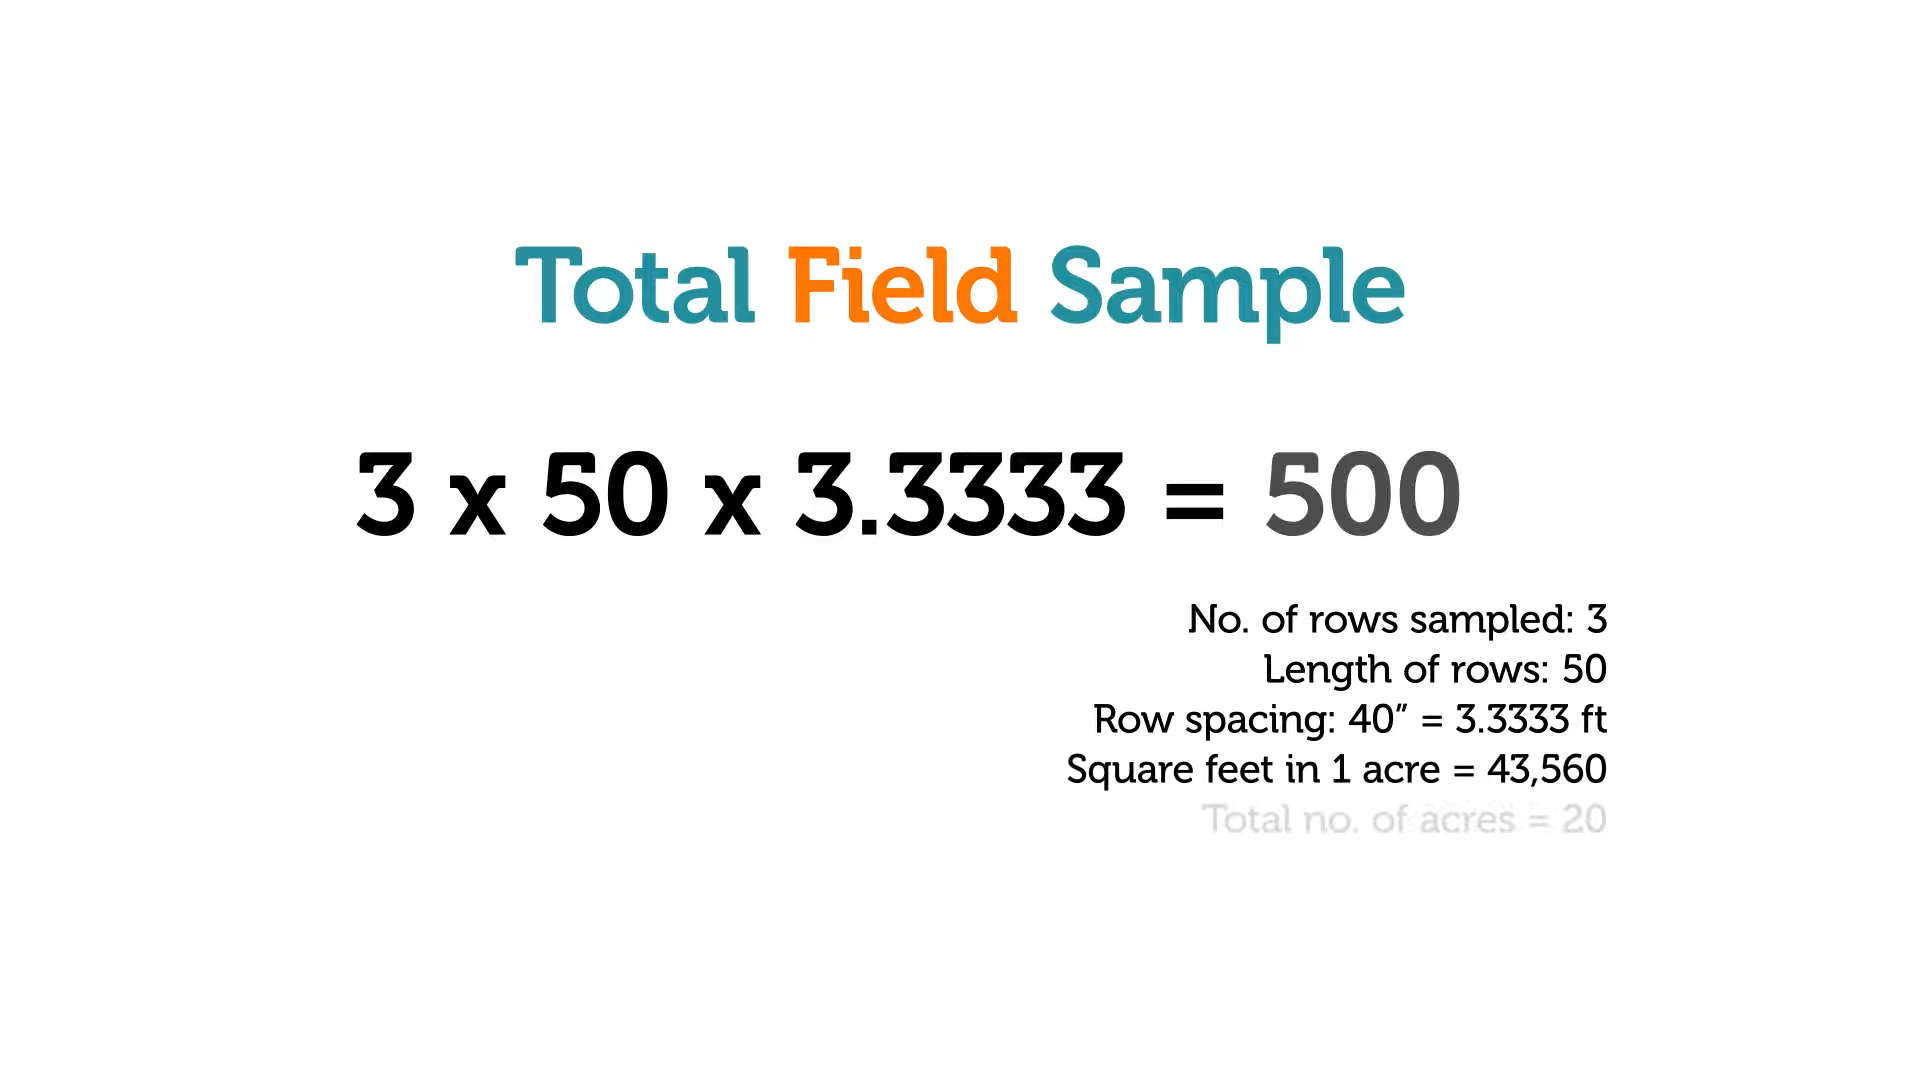 Total Field Sample
3 x 50 x 3.3333 = 500
No. of rows sampled: 3
Length of rows: 50
Row spacing: 40” = 3.3333 ft
Square feet in 1 acre = 43,560
Total no. of acres = 20